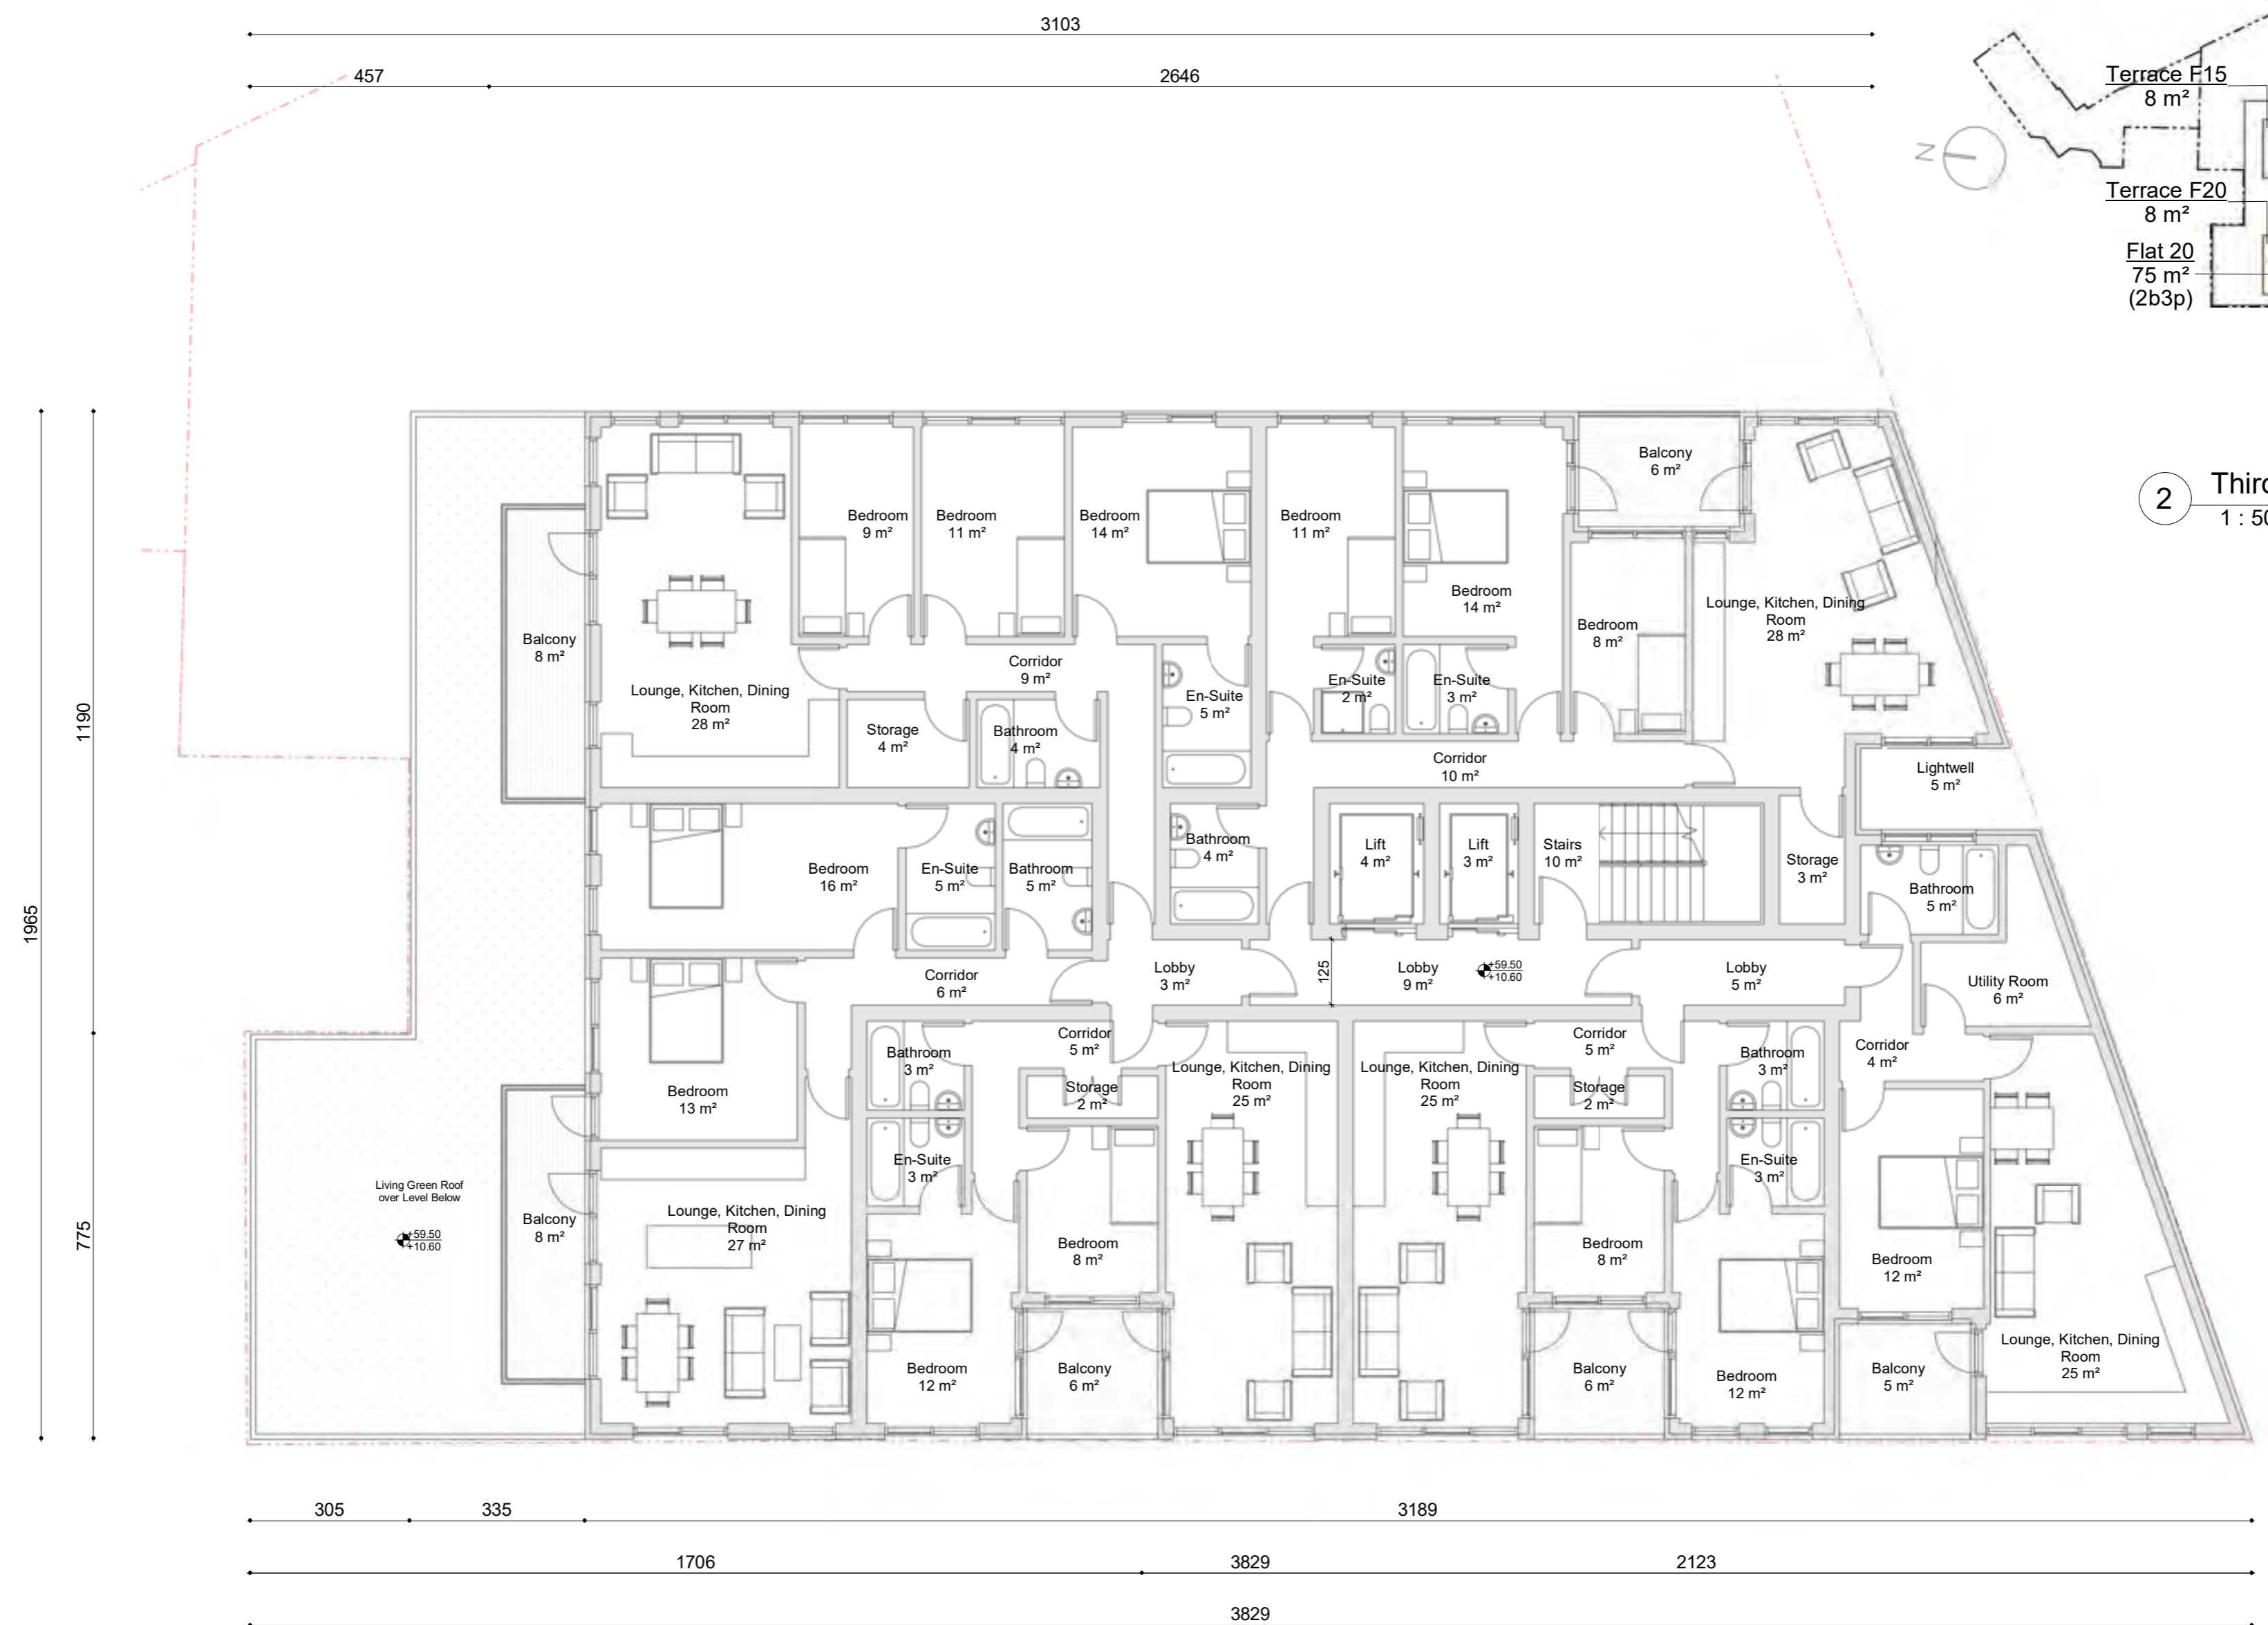 3103
457
2646
Terrace F15
8 m²
N
Terrace F20
8 m²
Flat 20
75 m²
(2b3p)
2
1965
1190
775
Balcony
6 m²
Bedroom
9 m²
Bedroom
11 m²
Bedroom
14 m²
Bedroom
11 m²
Bedroom
14 m²
Bedroom
8 m²
Lounge, Kitchen, Dining
Room
28 m²
Balcony
8 m²
Lounge, Kitchen, Dining
Room
28 m²
Corridor
9 m²
Storage
4 m²
Bathroom
4 m²
En-Suite
5 m²
En-Suite
2 m²
En-Suite
3 m²
Corridor
10 m²
Lightwell
5 m²
Bedroom
16 m²
En-Suite
5 m²
Bathroom
5 m²
Bathroom
4 m²
Lift
4 m²
Lift
3 m²
Stairs
10 m²
Storage
3 m²
Bathroom
5 m²
Corridor
6 m²
Lobby
3 m²
125
Lobby
9 m²
+59.50
+10.60
Lobby
5 m²
Utility Room
6 m²
Bedroom
13 m²
Bathroom
3 m²
Corridor
5 m²
Storage
2 m²
Lounge, Kitchen, Dining
Room
25 m²
Lounge, Kitchen, Dining
Room
25 m²
Corridor
5 m²
Storage
2 m²
Bathroom
3 m²
Corridor
4 m²
En-Suite
3 m²
En-Suite
3 m²
Living Green Roof
over Level Below
+59.50
+10.60
Balcony
8 m²
Lounge, Kitchen, Dining
Room
27 m²
Bedroom
8 m²
Bedroom
8 m²
Bedroom
12 m²
Bedroom
12 m²
Balcony
6 m²
Balcony
6 m²
Bedroom
12 m²
Balcony
5 m²
Lounge, Kitchen, Dining
Room
25 m²
305
335
3189
1706
3829
2123
3829